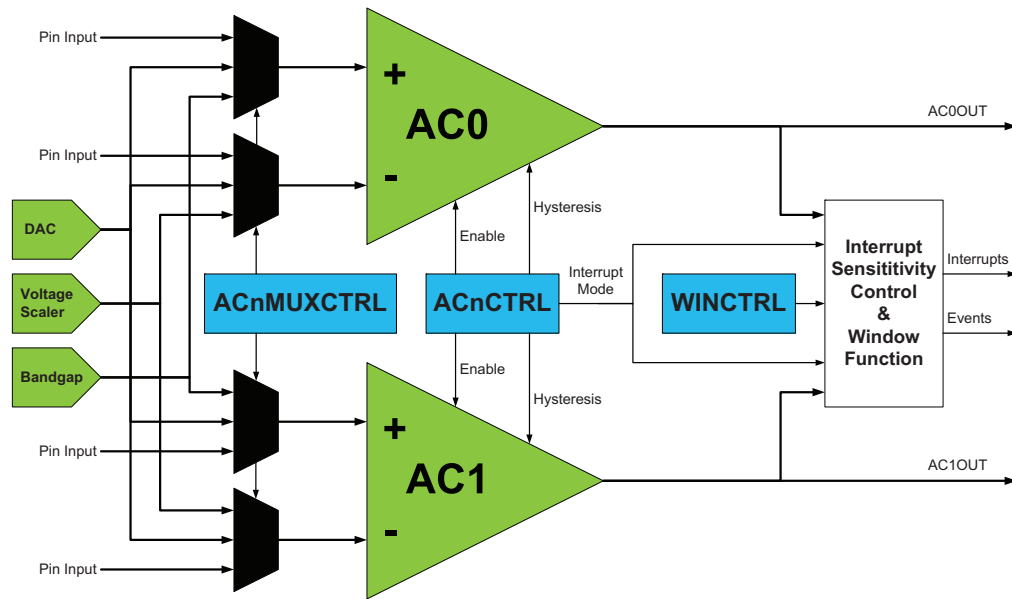 Pin Input
+
AC0
-
AC0OUT
Pin Input
DAC
Voltage
Scaler
Bandgap
ACnMUXCTRL
Enable
Hysteresis
ACnCTRL
Interrupt
Mode
WINCTRL
Interrupt
Sensititivity
Control
&
Window
Function
Interrupts
Events
Enable
Hysteresis
Pin Input
+
AC1
-
AC1OUT
Pin Input